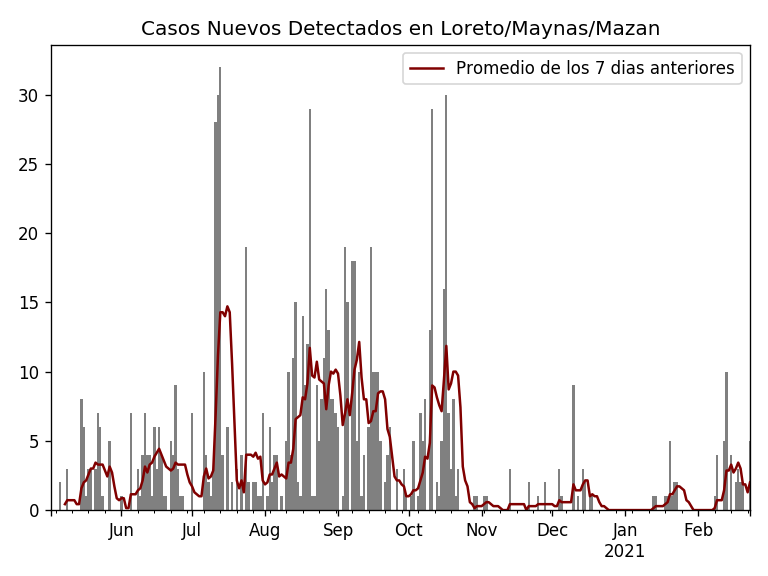 Casos Nuevos Detectados en Loreto/Maynas/Mazan
Promedio de los 7 dias anteriores
30
25
20
15
10
5
0
Jun Jul Aug Sep Oct Nov Dec Jan Feb
2021